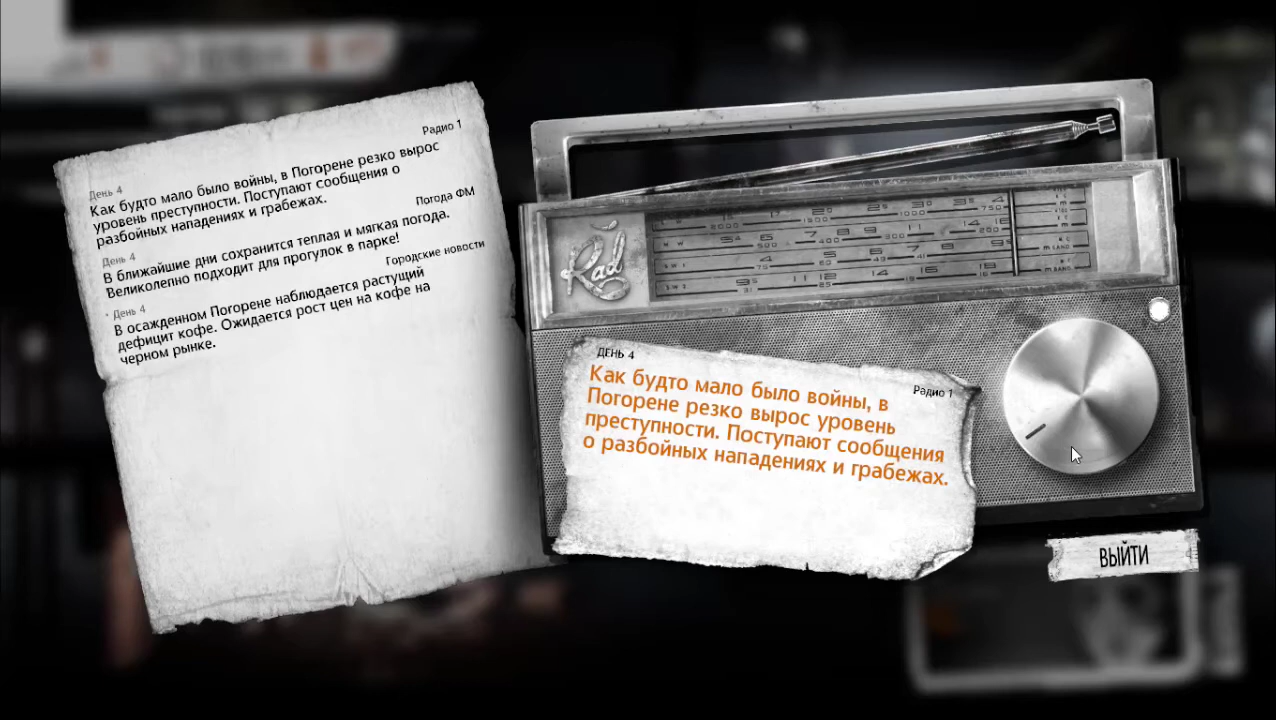 Радио 1
День 4
Как будто мало было войны, в Погорене резко вырос
уровень преступности. Поступают сообщения о
разбойных нападениях и грабежах.
Погода ФМ
День 4
В ближайшие дни сохранится теплая и мягкая погода.
Великолепно подходит для прогулок в парке!
Городские новости
День 4
В осажденном Погорене наблюдается растущий
дефицит кофе. Ожидается рост цен на кофе на
черном рынке.
Rad
ДЕНЬ 4
Радио 1
Как будто мало было войны, в
Погорене резко вырос уровень
преступности. Поступают сообщения
о разбойных нападениях и грабежах.
ВЫЙТИ